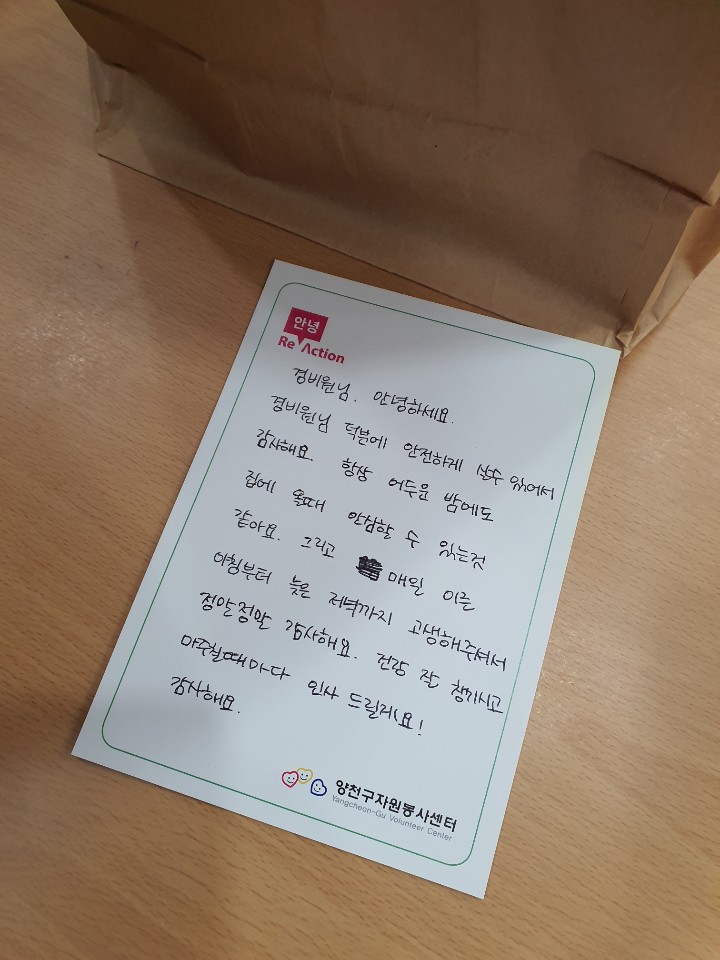 안녕
Re Action
경비원님. 안녕하세요.
경비원님 덕분에 안전하게 살수 있어서
감사해요. 항상 어두운 밤에도
집에 올때 안심할 수 있는것
같아요. 그리고 매일 이른
아침부터 늦은 저녁까지 고생해주셔서
정말정말 감사해요. 건강 잘 챙기시고
마주칠때마다 인사 드릴게요!
감사해요.
양천구자원봉사센터
Yangcheon-Gu Volunteer Center